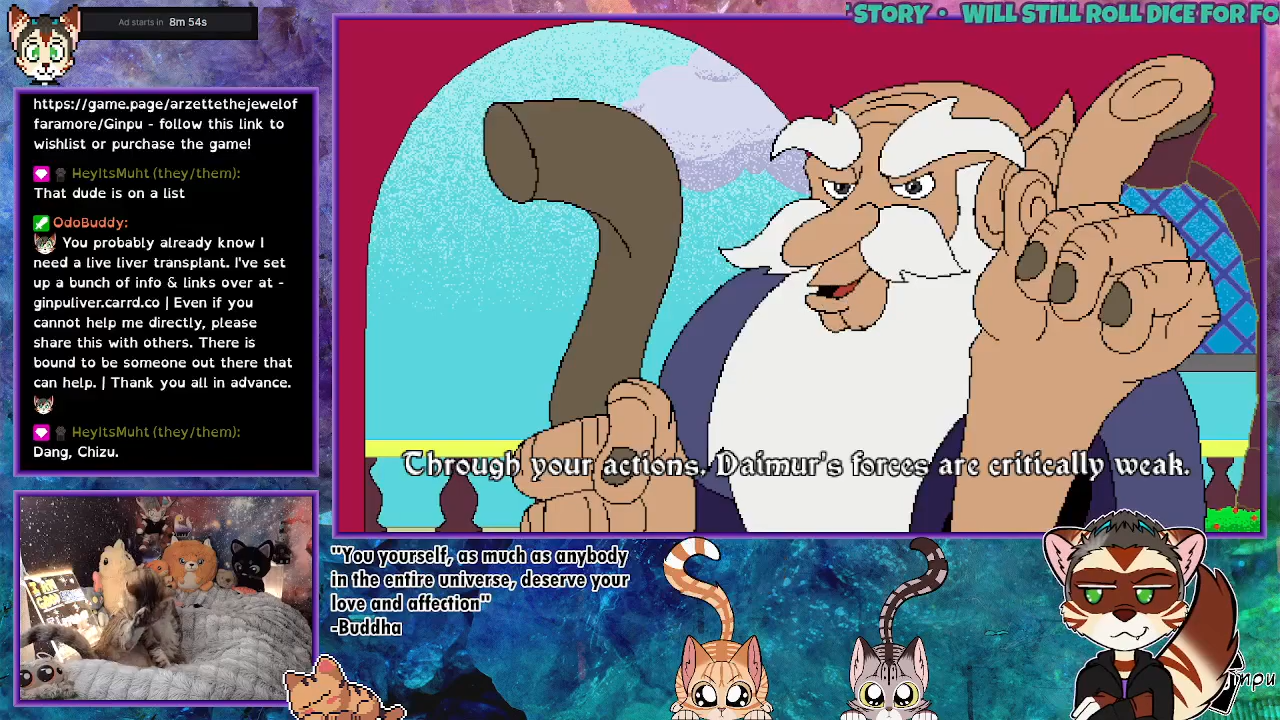 Ad starts in 8m 54s
STORY • WILL STILL ROLL DICE FOR FO
https://game.page/arzettethejewelof
faramore/Ginpu - follow this link to
wishlist or purchase the game!
HeyItsMuht (they/them):
That dude is on a list
OdoBuddy:
You probably already know I
need a live liver transplant. I've set
up a bunch of info & links over at -
ginpuliver.carrd.co | Even if you
cannot help me directly, please
share this with others. There is
bound to be someone out there that
can help. | Thank you all in advance.
HeyItsMuht (they/them):
Dang, Chizu.
Through your actions, Daimur's forces are critically weak.
"You yourself, as much as anybody
in the entire universe, deserve your
love and affection"
-Buddha